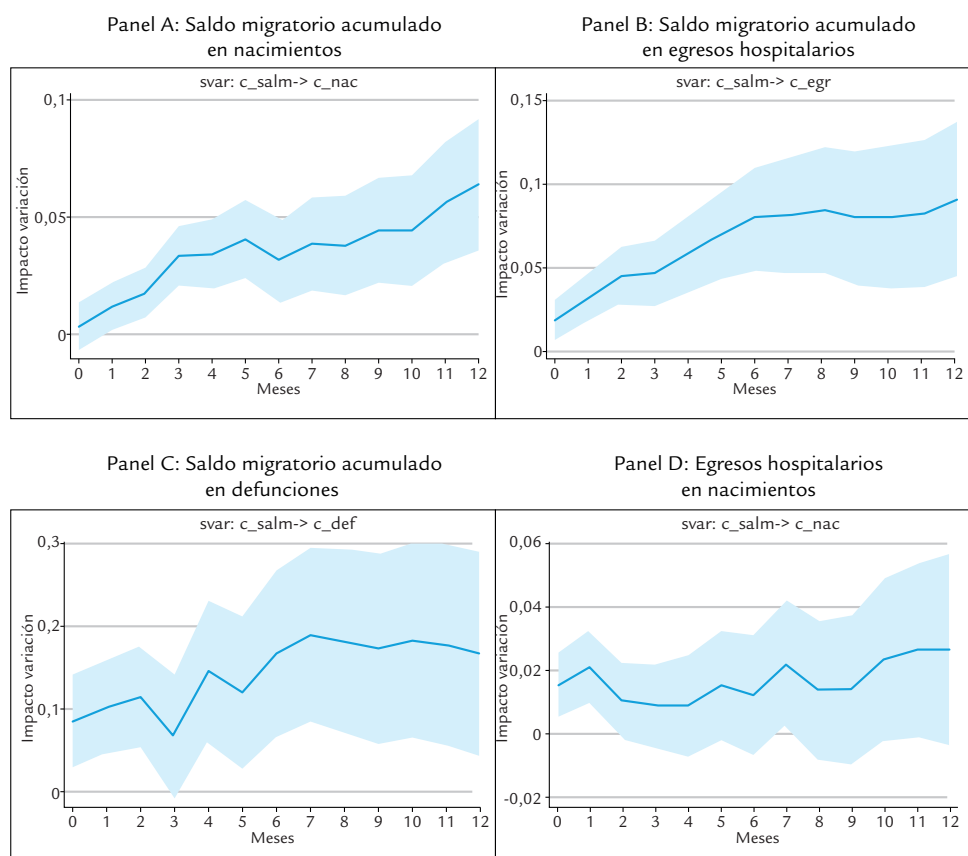 Panel A: Saldo migratorio acumulado
en nacimientos
svar: c_salm-> c_nac
Impacto variación
0,1
0,05
0
0 1 2 3 4 5 6 7 8 9 10 11 12
Meses
Panel B: Saldo migratorio acumulado
en egresos hospitalarios
svar: c_salm-> c_egr
Impacto variación
0,15
0,1
0,05
0
0 1 2 3 4 5 6 7 8 9 10 11 12
Meses
Panel C: Saldo migratorio acumulado
en defunciones
svar: c_salm-> c_def
Impacto variación
0,3
0,2
0,1
0
0 1 2 3 4 5 6 7 8 9 10 11 12
Meses
Panel D: Egresos hospitalarios
en nacimientos
svar: c_salm-> c_nac
Impacto variación
0,06
0,04
0,02
0
-0,02
0 1 2 3 4 5 6 7 8 9 10 11 12
Meses